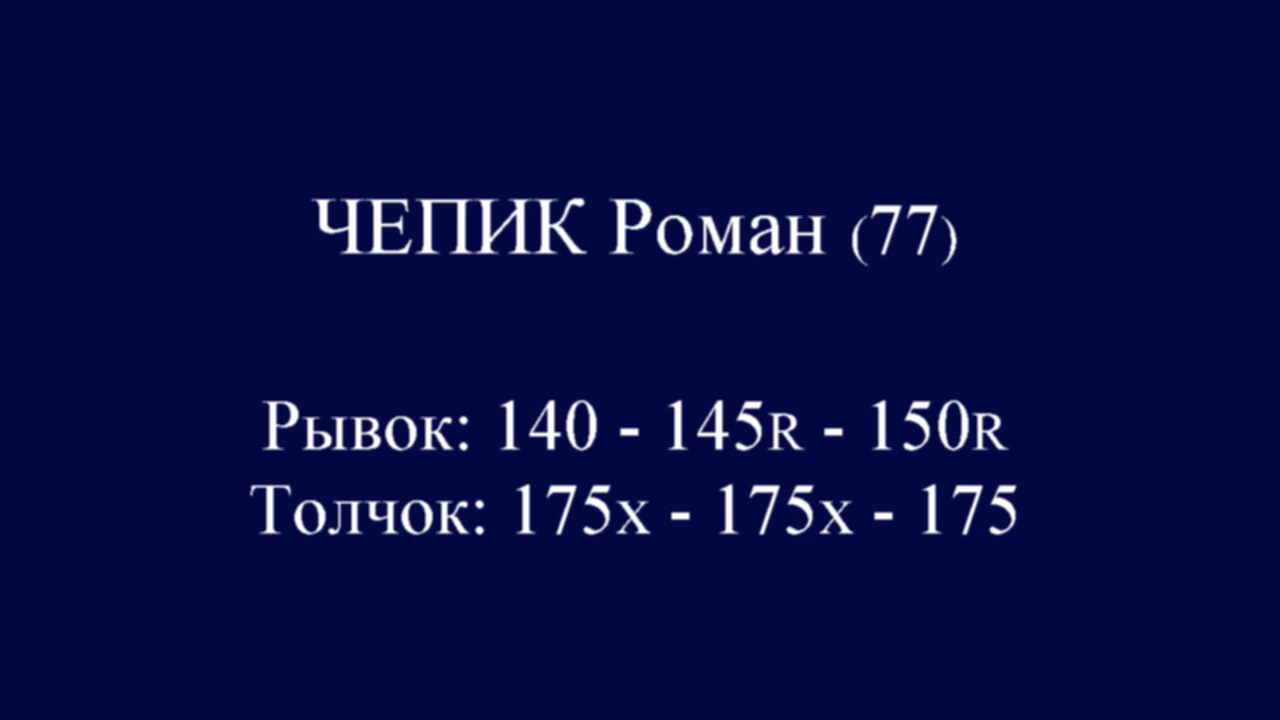 ЧЕПИК Роман (77)
Рывок: 140 - 145R - 150R
Толчок: 175x - 175x - 175